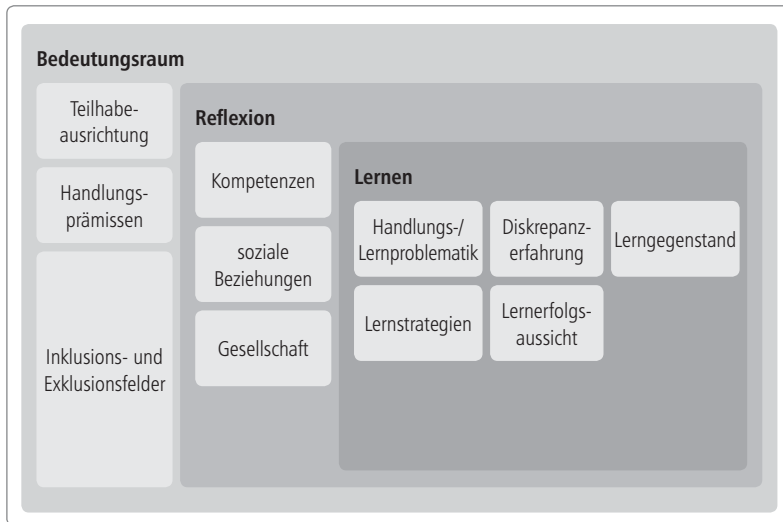 Bedeutungsraum
Teilhabe-
ausrichtung
Handlungs-
prämissen
Inklusions- und
Exklusionsfelder
Reflexion
Kompetenzen
soziale
Beziehungen
Gesellschaft
Lernen
Handlungs-/
Lernproblematik
Diskrepanz-
erfahrung
Lerngegenstand
Lernstrategien
Lernerfolgs-
aussicht